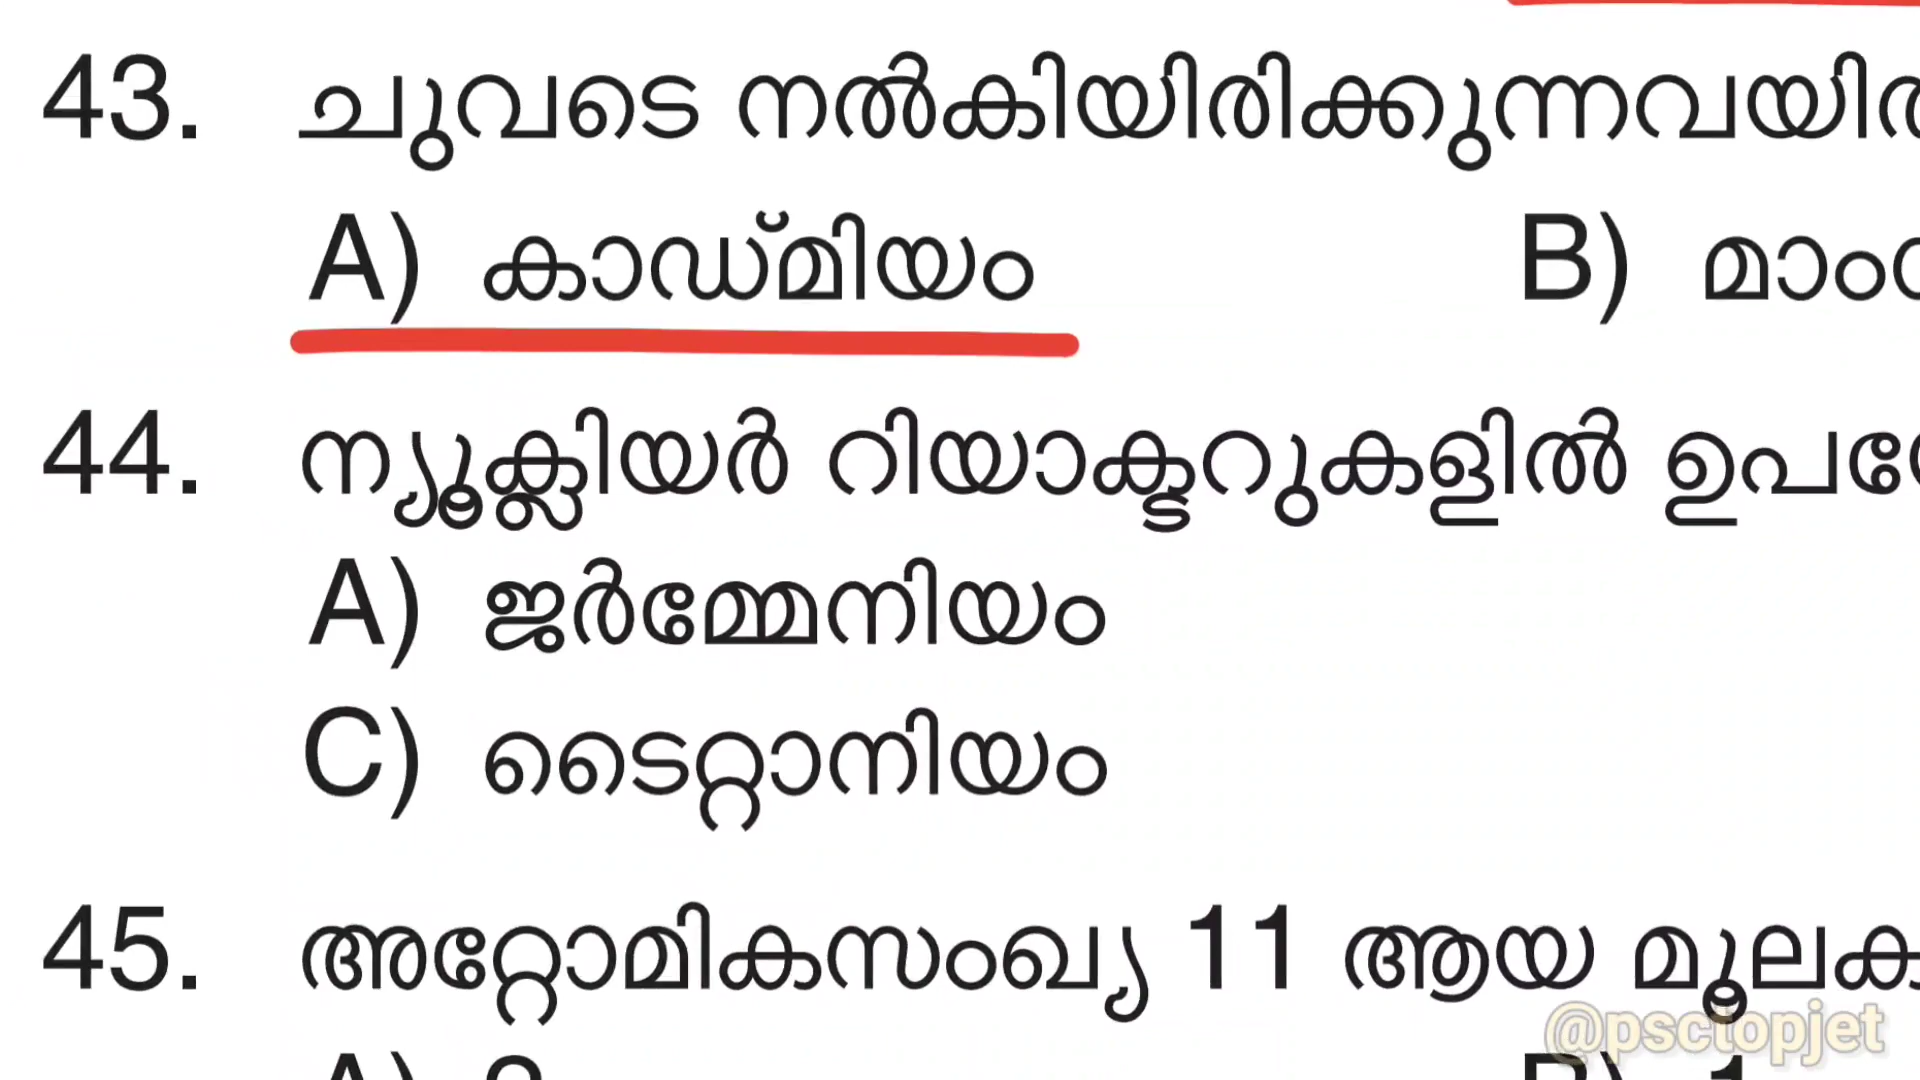 43. ചുവടെ നൽകിയിരിക്കുന്നവയിൽ
A) കാഡ്മിയം B)
44. ന്യൂക്ലിയർ റിയാക്ടറുകളിൽ
A) ജർമ്മേനിയം
C) ടൈറ്റാനിയം
45. അറ്റോമികസംഖ്യ 11 ആയ
@psctopjet